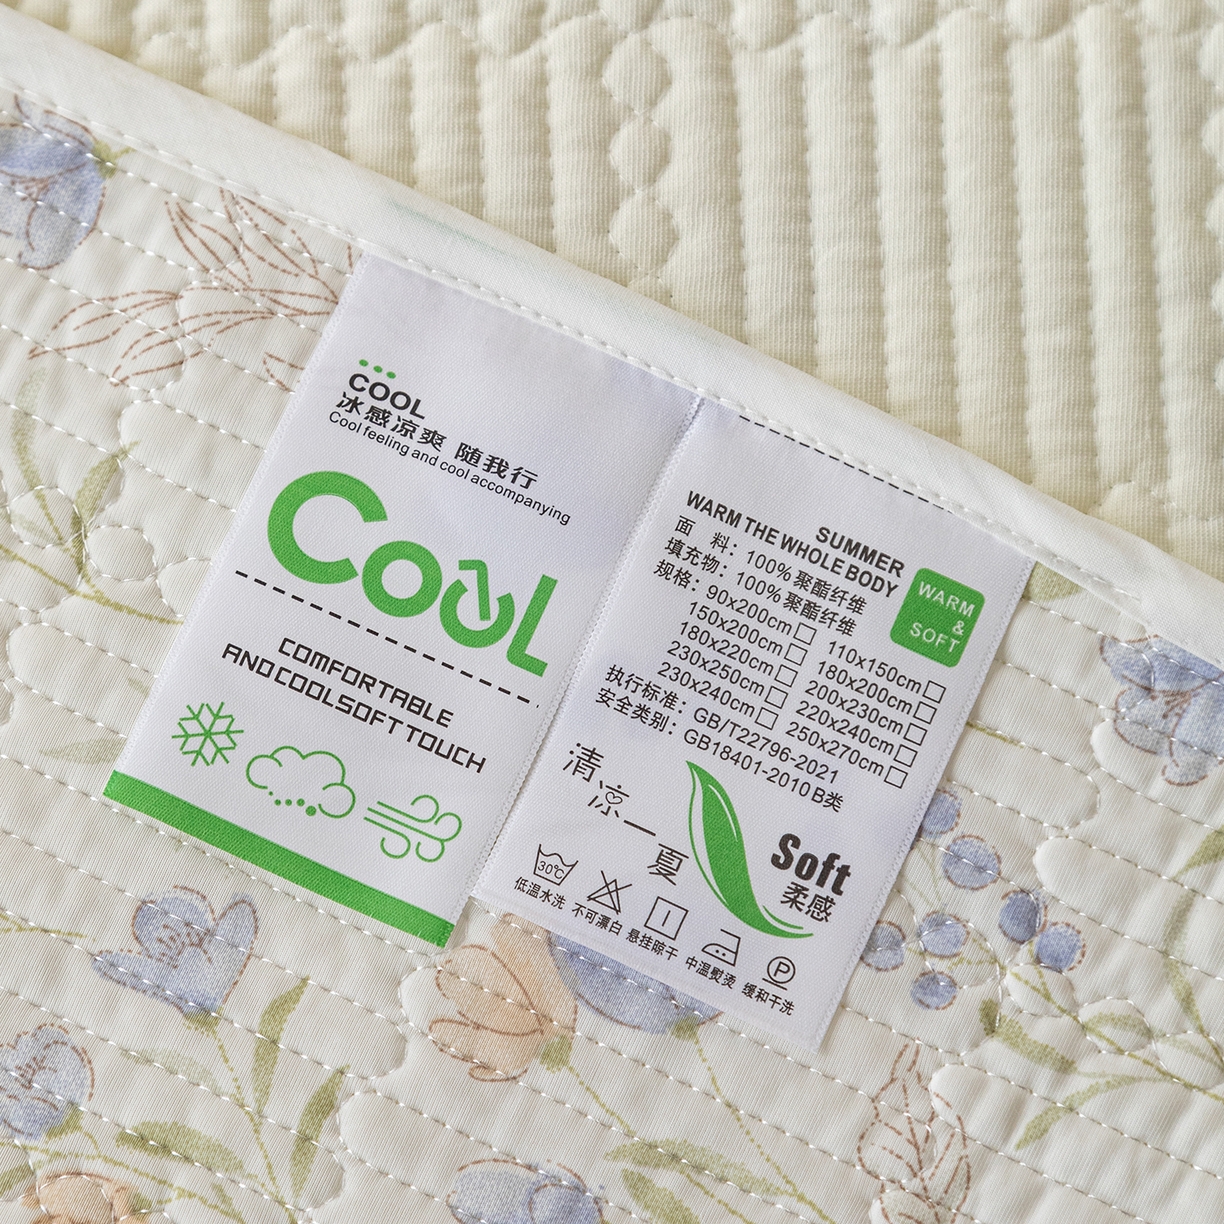 COOL
冰感凉爽 随我行
Cool feeling and cool accompanying
Cool
COMFORTABLE
AND COOL SOFT TOUCH
SUMMER
WARM THE WHOLE BODY
WARM
&
SOFT
面 料：100% 聚酯纤维
填充物：100% 聚酯纤维
规格：90x200cm□ 110x150cm□
150x200cm□ 180x200cm□
180x220cm□ 200x230cm□
230x250cm□ 220x240cm□
230x240cm□ 250x270cm□
执行标准：GB/T22796-2021
安全类别：GB18401-2010 B类
清凉一夏
Soft
柔感
30℃
低温水洗 不可漂白 悬挂晾干 中温熨烫 缓和干洗
P